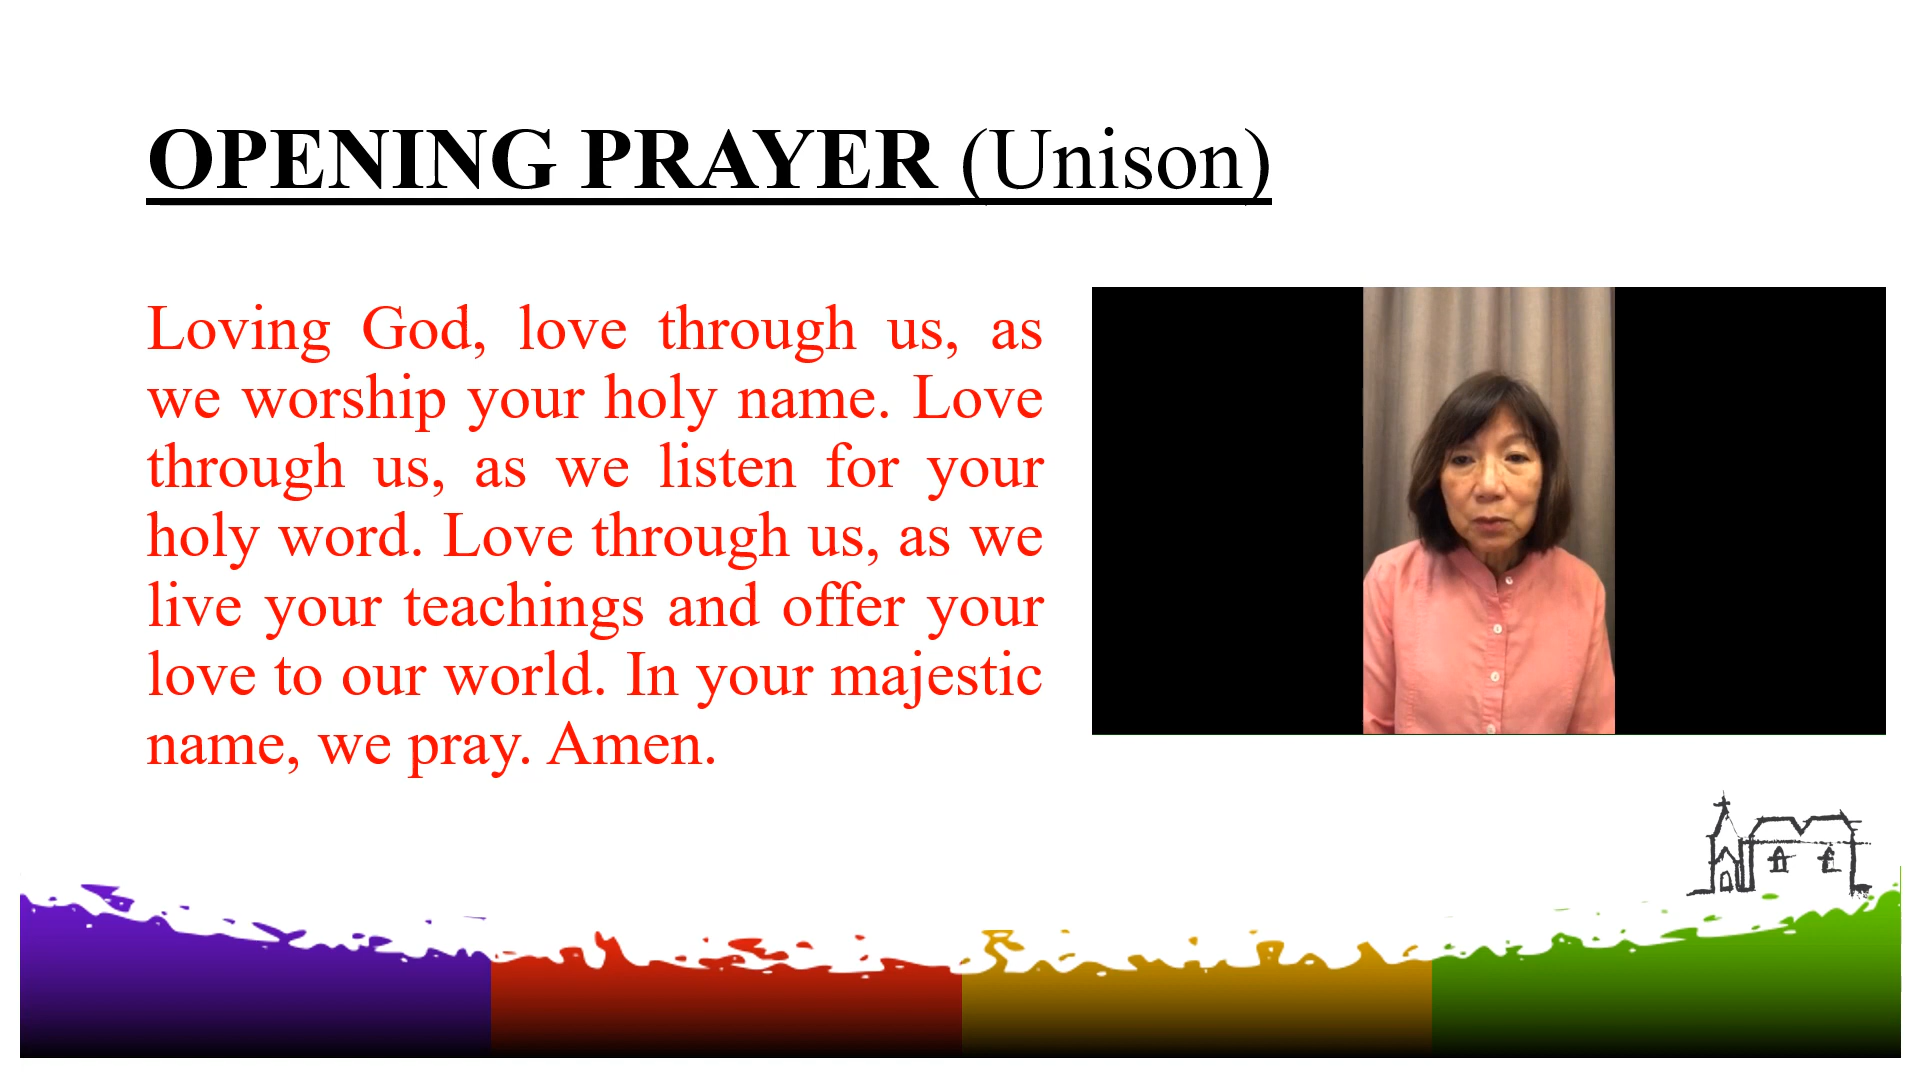 OPENING PRAYER (Unison)
Loving God, love through us, as
we worship your holy name. Love
through us, as we listen for your
holy word. Love through us, as we
live your teachings and offer your
love to our world. In your majestic
name, we pray. Amen.